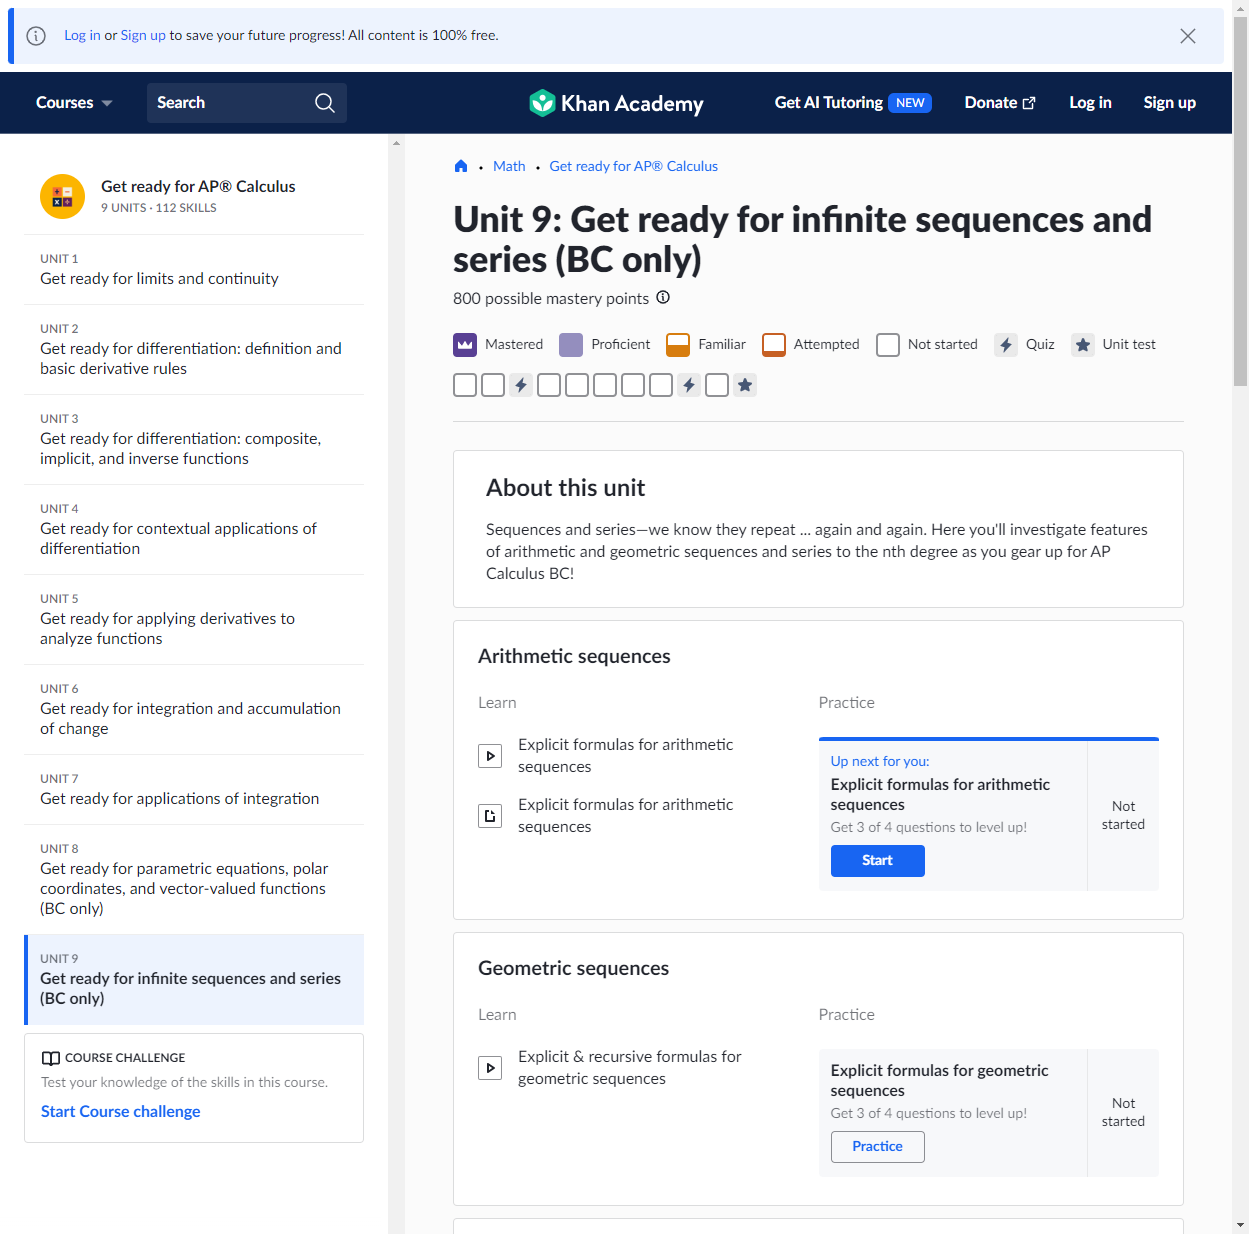 Log in or Sign up to save your future progress! All content is 100% free.
Courses
Search
Khan Academy
Get AI Tutoring NEW
Donate
Log in
Sign up
Get ready for AP® Calculus
9 UNITS · 112 SKILLS
UNIT 1
Get ready for limits and continuity
UNIT 2
Get ready for differentiation: definition and
basic derivative rules
UNIT 3
Get ready for differentiation: composite,
implicit, and inverse functions
UNIT 4
Get ready for contextual applications of
differentiation
UNIT 5
Get ready for applying derivatives to
analyze functions
UNIT 6
Get ready for integration and accumulation
of change
UNIT 7
Get ready for applications of integration
UNIT 8
Get ready for parametric equations, polar
coordinates, and vector-valued functions
(BC only)
UNIT 9
Get ready for infinite sequences and series
(BC only)
COURSE CHALLENGE
Test your knowledge of the skills in this course.
Start Course challenge
• Math • Get ready for AP® Calculus
Unit 9: Get ready for infinite sequences and
series (BC only)
800 possible mastery points
Mastered
Proficient
Familiar
Attempted
Not started
Quiz
Unit test
About this unit
Sequences and series—we know they repeat ... again and again. Here you'll investigate features
of arithmetic and geometric sequences and series to the nth degree as you gear up for AP
Calculus BC!
Arithmetic sequences
Learn
Explicit formulas for arithmetic
sequences
Explicit formulas for arithmetic
sequences
Practice
Up next for you:
Explicit formulas for arithmetic
sequences
Get 3 of 4 questions to level up!
Start
Not
started
Geometric sequences
Learn
Explicit & recursive formulas for
geometric sequences
Practice
Explicit formulas for geometric
sequences
Get 3 of 4 questions to level up!
Practice
Not
started